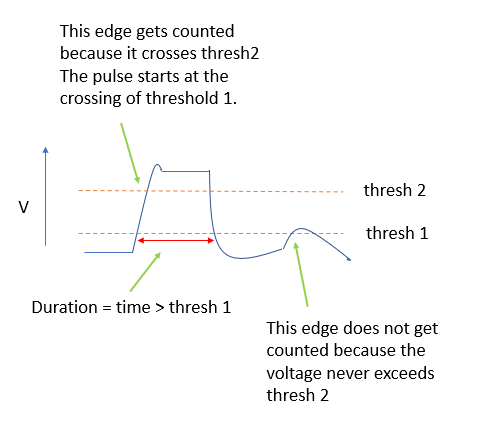 This edge gets counted
because it crosses thresh2
The pulse starts at the
crossing of threshold 1.
thresh 2
V
thresh 1
Duration = time > thresh 1
This edge does not get
counted because the
voltage never exceeds
thresh 2